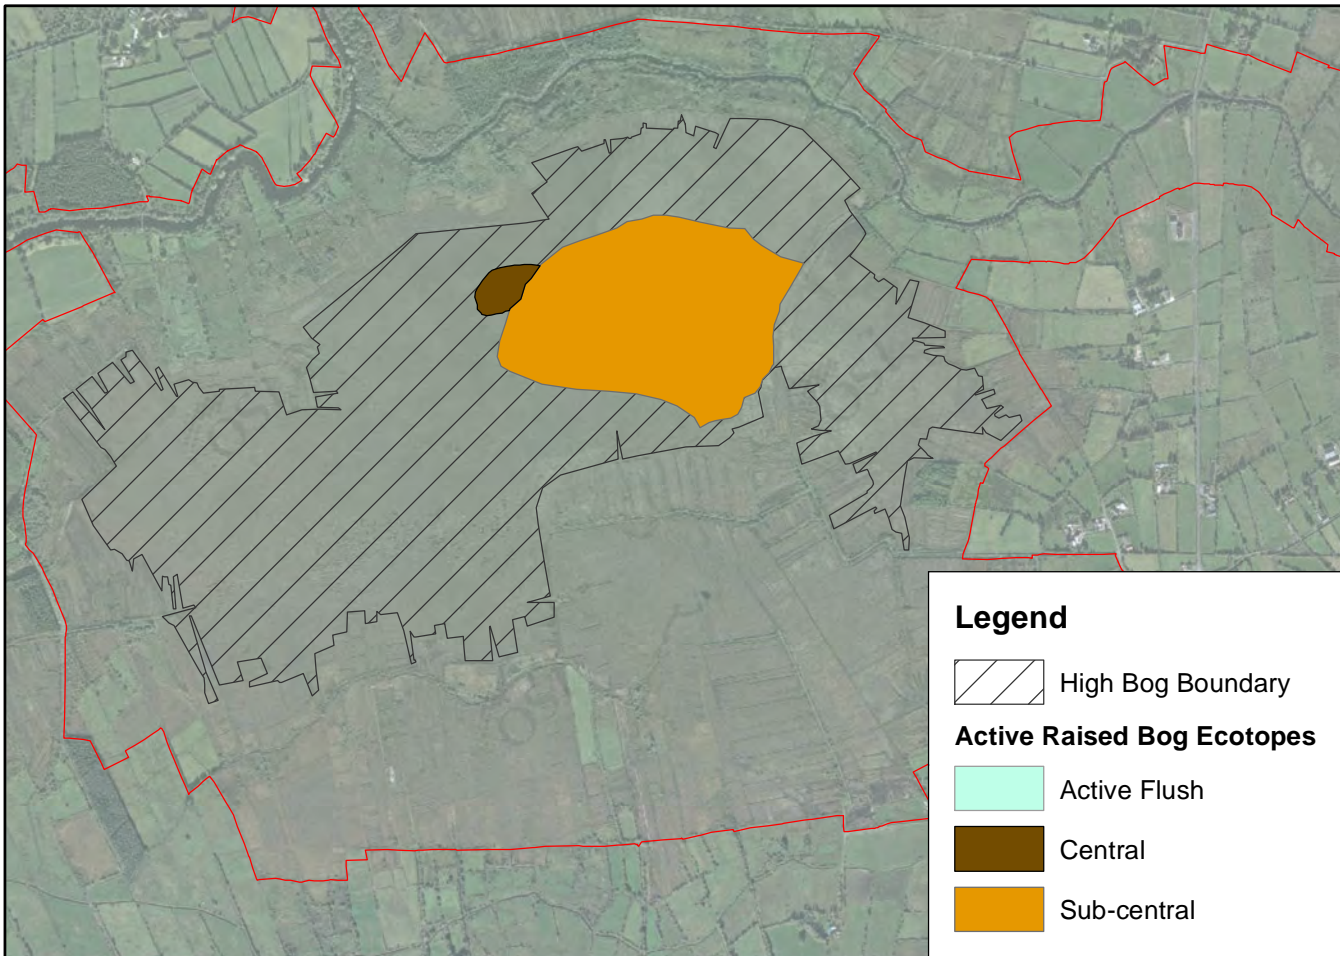 Legend
High Bog Boundary
Active Raised Bog Ecotopes
Active Flush
Central
Sub-central